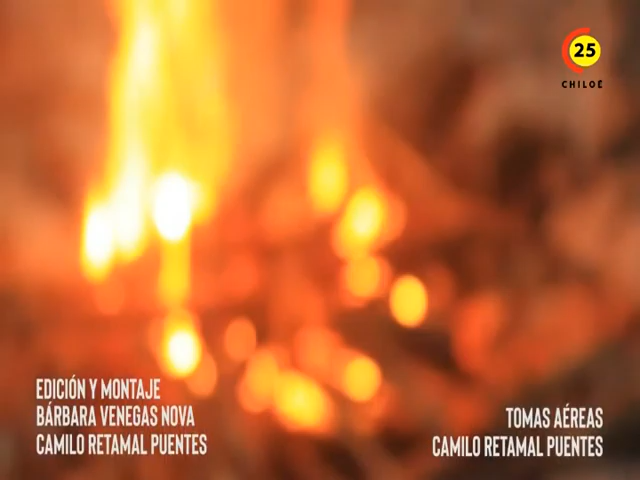 25
CHILOÉ
EDICIÓN Y MONTAJE
BÁRBARA VENEGAS NOVA
CAMILO RETAMAL PUENTES
TOMAS AÉREAS
CAMILO RETAMAL PUENTES